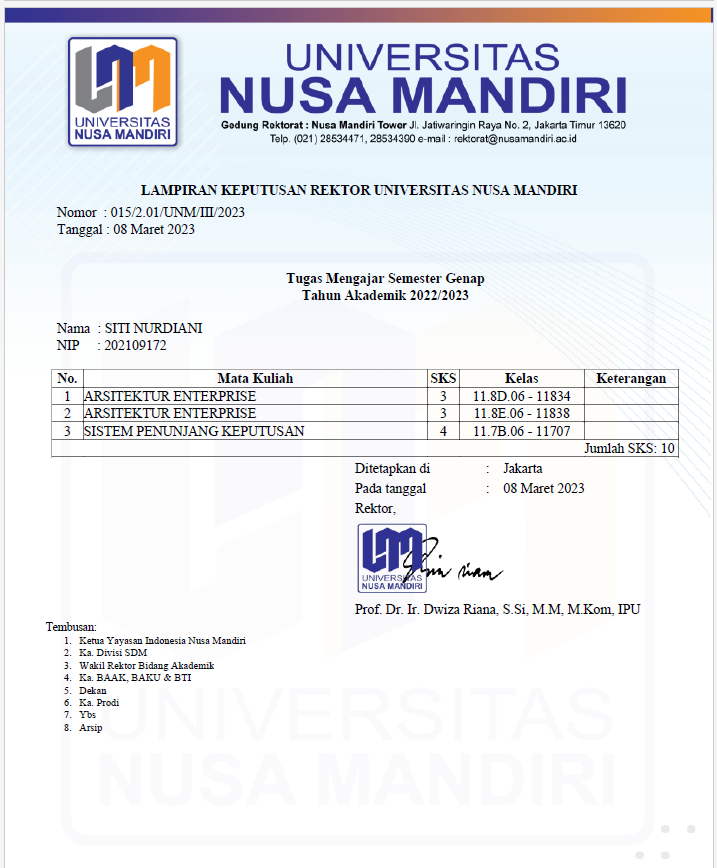 UNIVERSITAS
NUSA MANDIRI
UNIVERSITAS
NUSA MANDIRI
Gedung Rektorat : Nusa Mandiri Tower Jl. Jatiwaringin Raya No. 2, Jakarta Timur 13620
Telp. (021) 28534471, 28534390 e-mail : rektorat@nusamandiri.ac.id
LAMPIRAN KEPUTUSAN REKTOR UNIVERSITAS NUSA MANDIRI
Nomor : 015/2.01/UNM/III/2023
Tanggal : 08 Maret 2023
Tugas Mengajar Semester Genap
Tahun Akademik 2022/2023
Nama : SITI NURDIANI
NIP : 202109172
No. Mata Kuliah SKS Kelas Keterangan
1 ARSITEKTUR ENTERPRISE 3 11.8D.06 - 11834
2 ARSITEKTUR ENTERPRISE 3 11.8E.06 - 11838
3 SISTEM PENUNJANG KEPUTUSAN 4 11.7B.06 - 11707
Jumlah SKS: 10
Ditetapkan di : Jakarta
Pada tanggal : 08 Maret 2023
Rektor,
UNIVERSITAS
NUSA MANDIRI
Prof. Dr. Ir. Dwiza Riana, S.Si, M.M, M.Kom, IPU
Tembusan:
1. Ketua Yayasan Indonesia Nusa Mandiri
2. Ka. Divisi SDM
3. Wakil Rektor Bidang Akademik
4. Ka. BAAK, BAKU & BTI
5. Dekan
6. Ka. Prodi
7. Ybs
8. Arsip
UNIVERSITAS
NUSA MANDIRI